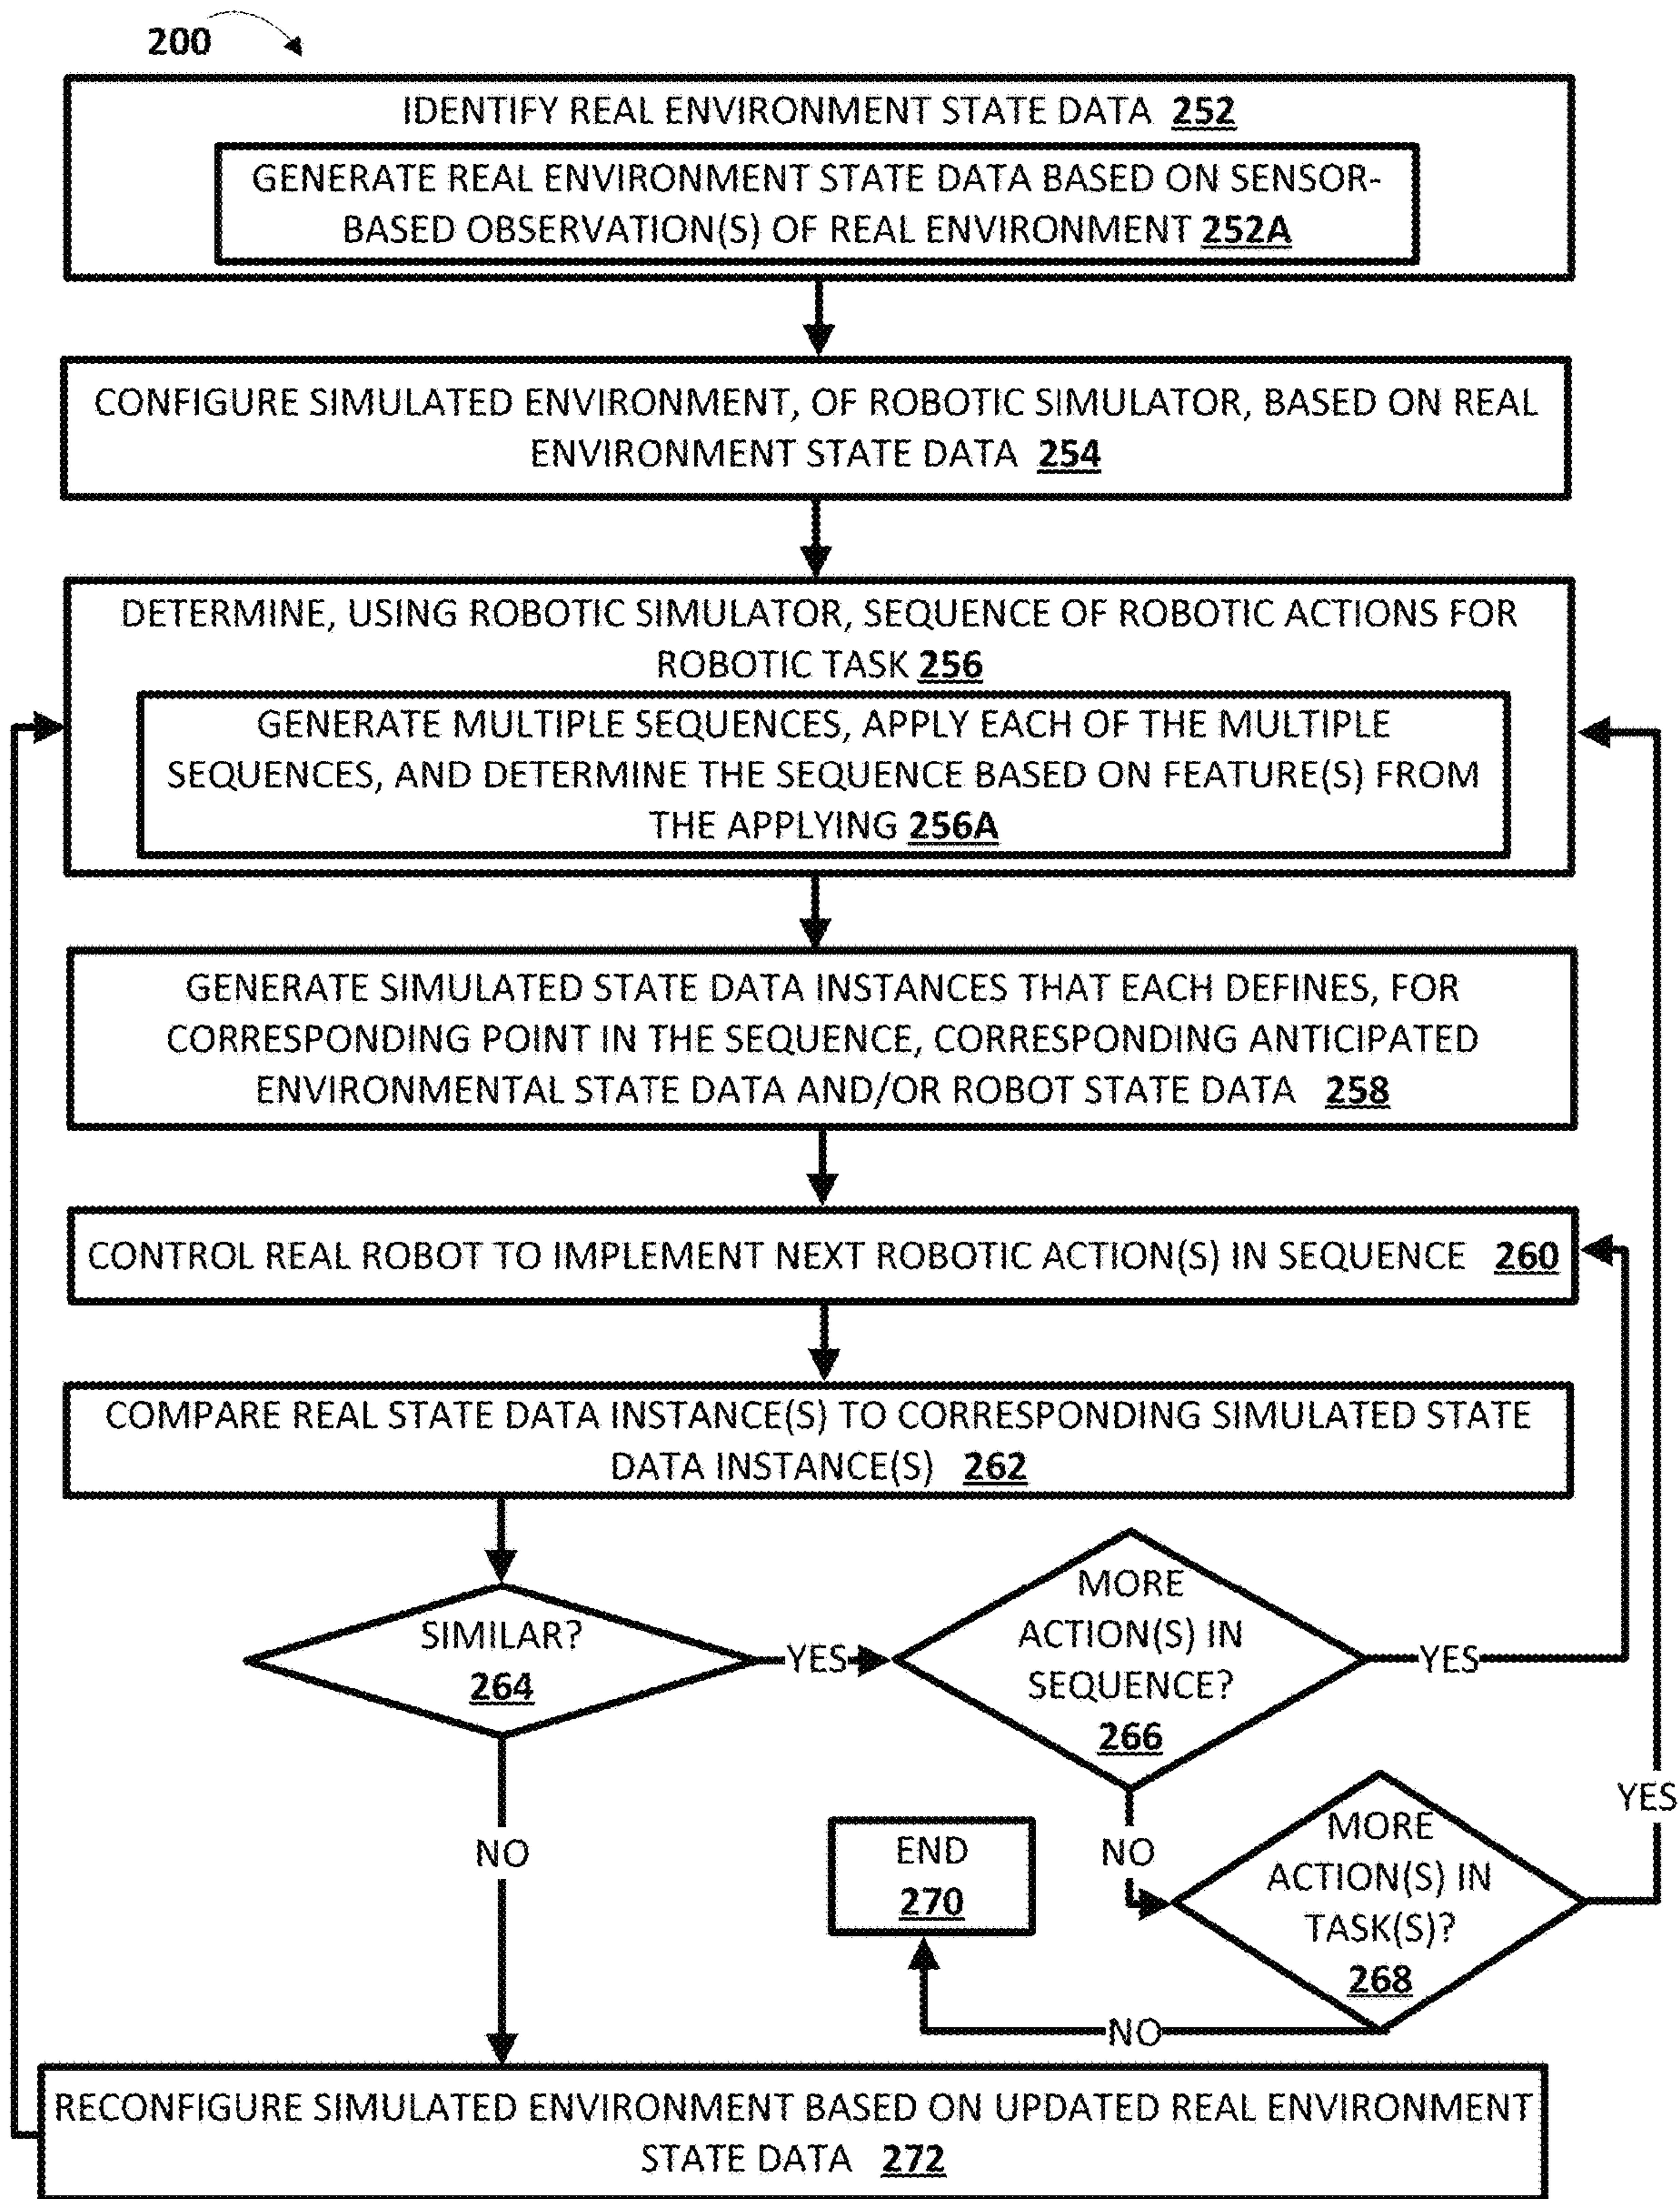 200
IDENTIFY REAL ENVIRONMENT STATE DATA 252
GENERATE REAL ENVIRONMENT STATE DATA BASED ON SENSOR-
BASED OBSERVATION(S) OF REAL ENVIRONMENT 252A
CONFIGURE SIMULATED ENVIRONMENT, OF ROBOTIC SIMULATOR, BASED ON REAL
ENVIRONMENT STATE DATA 254
DETERMINE, USING ROBOTIC SIMULATOR, SEQUENCE OF ROBOTIC ACTIONS FOR
ROBOTIC TASK 256
GENERATE MULTIPLE SEQUENCES, APPLY EACH OF THE MULTIPLE
SEQUENCES, AND DETERMINE THE SEQUENCE BASED ON FEATURE(S) FROM
THE APPLYING 256A
GENERATE SIMULATED STATE DATA INSTANCES THAT EACH DEFINES, FOR
CORRESPONDING POINT IN THE SEQUENCE, CORRESPONDING ANTICIPATED
ENVIRONMENTAL STATE DATA AND/OR ROBOT STATE DATA 258
CONTROL REAL ROBOT TO IMPLEMENT NEXT ROBOTIC ACTION(S) IN SEQUENCE 260
COMPARE REAL STATE DATA INSTANCE(S) TO CORRESPONDING SIMULATED STATE
DATA INSTANCE(S) 262
SIMILAR?
264
YES
MORE
ACTION(S) IN
SEQUENCE?
266
YES
NO
NO
MORE
ACTION(S) IN
TASK(S)?
268
YES
END
270
NO
RECONFIGURE SIMULATED ENVIRONMENT BASED ON UPDATED REAL ENVIRONMENT
STATE DATA 272